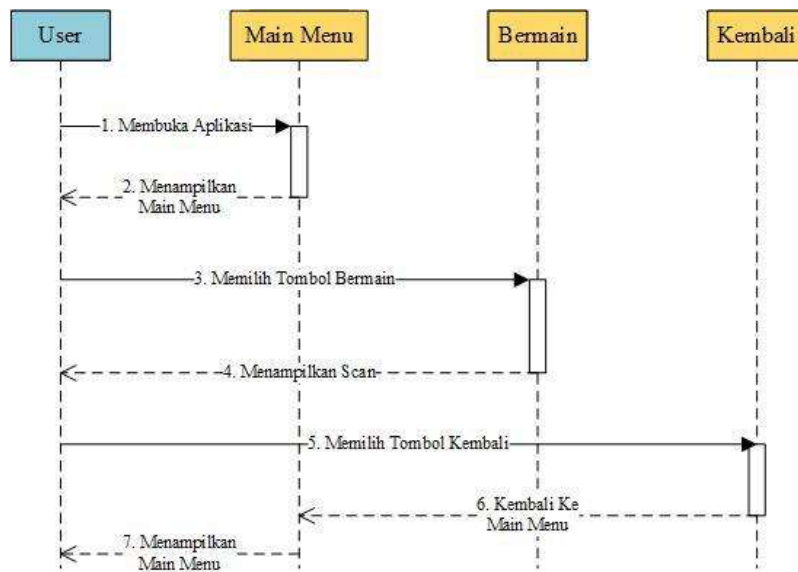 User
Main Menu
Bermain
Kembali
1. Membuka Aplikasi
2. Menampilkan
Main Menu
3. Memilih Tombol Bermain
4. Menampilkan Scan
5. Memilih Tombol Kembali
6. Kembali Ke
Main Menu
7. Menampilkan
Main Menu